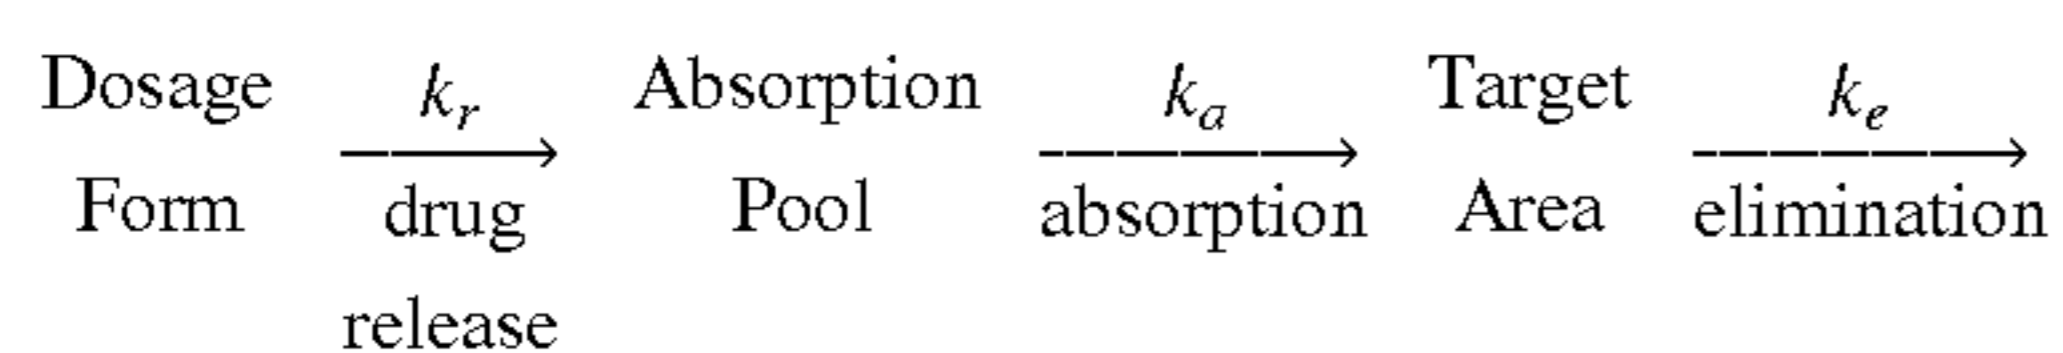 Dosage k_r Absorption k_a Target k_e
Form drug Pool absorption Area elimination
release